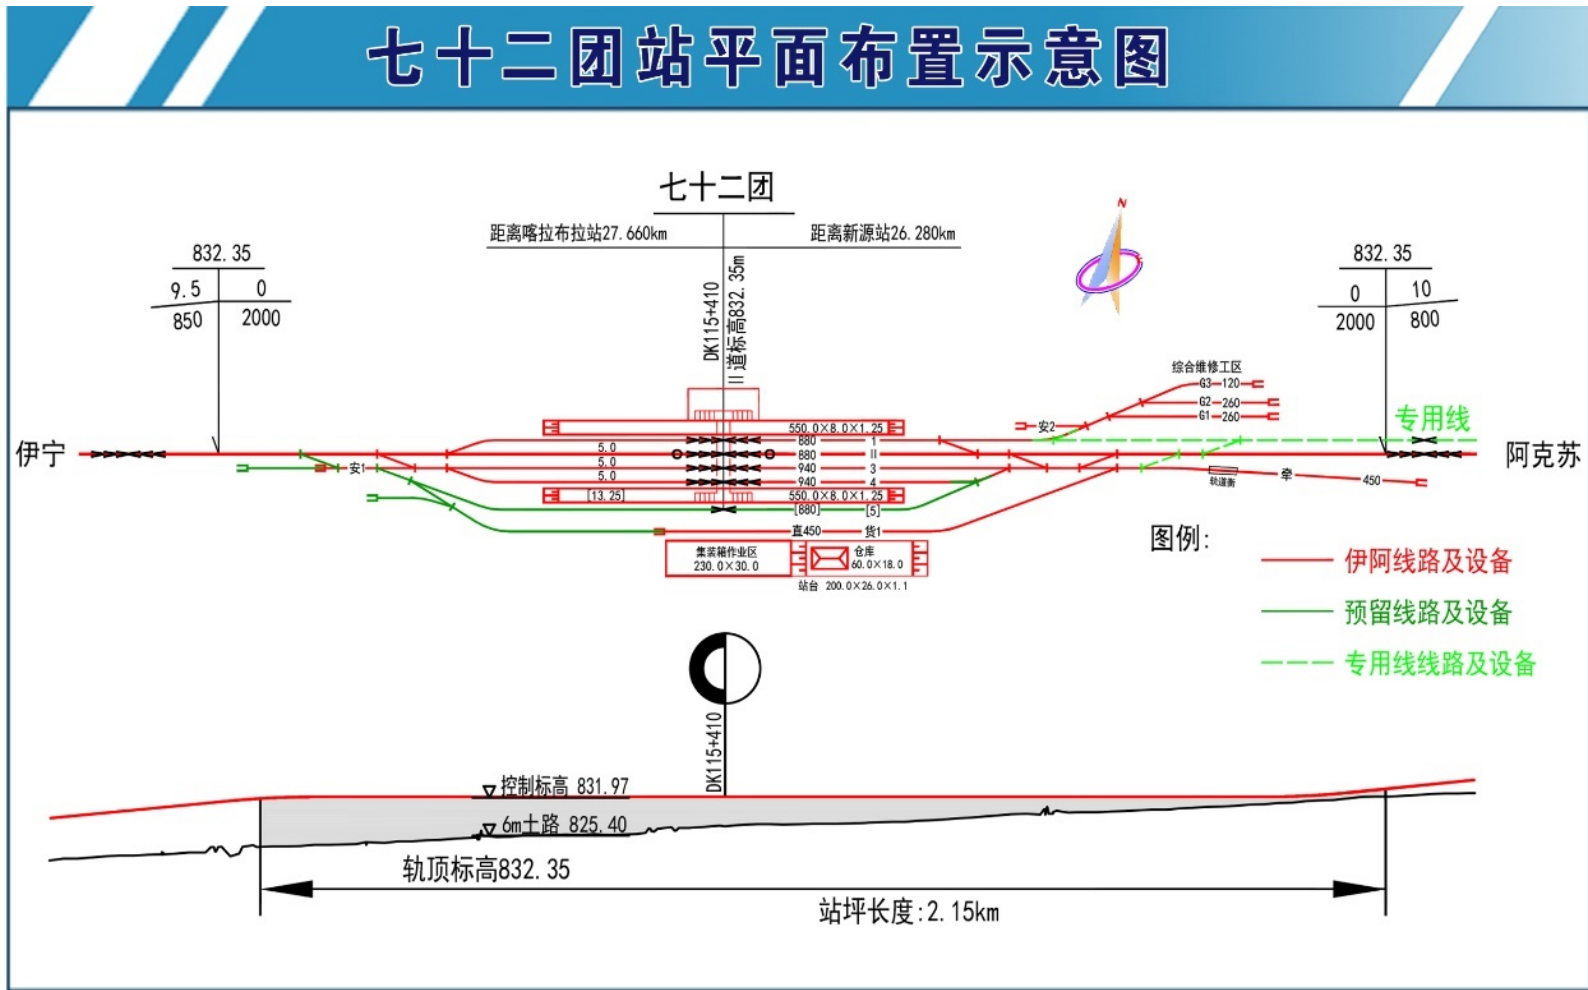 七十二团站平面布置示意图
七十二团
距离喀拉布拉站27.660km
距离新源站26.280km
832.35
9.5 0
850 2000
832.35
0 10
2000 800
DK115+410
II道标高832.35m
N
综合维修工区
G3 120
G2 260
G1 260
安2
专用线
伊宁
阿克苏
550.0×8.0×1.25
880 1
5.0
880 II
5.0
940 3
5.0
940 4
安1
[13.25]
550.0×8.0×1.25
[880] [5]
直450 货1
轨道衡
牵
450
集装箱作业区
230.0×30.0
仓库
60.0×18.0
站台 200.0×26.0×1.1
图例:
伊阿线路及设备
预留线路及设备
专用线线路及设备
DK115+410
控制标高 831.97
6m土路 825.40
轨顶标高832.35
站坪长度:2.15km